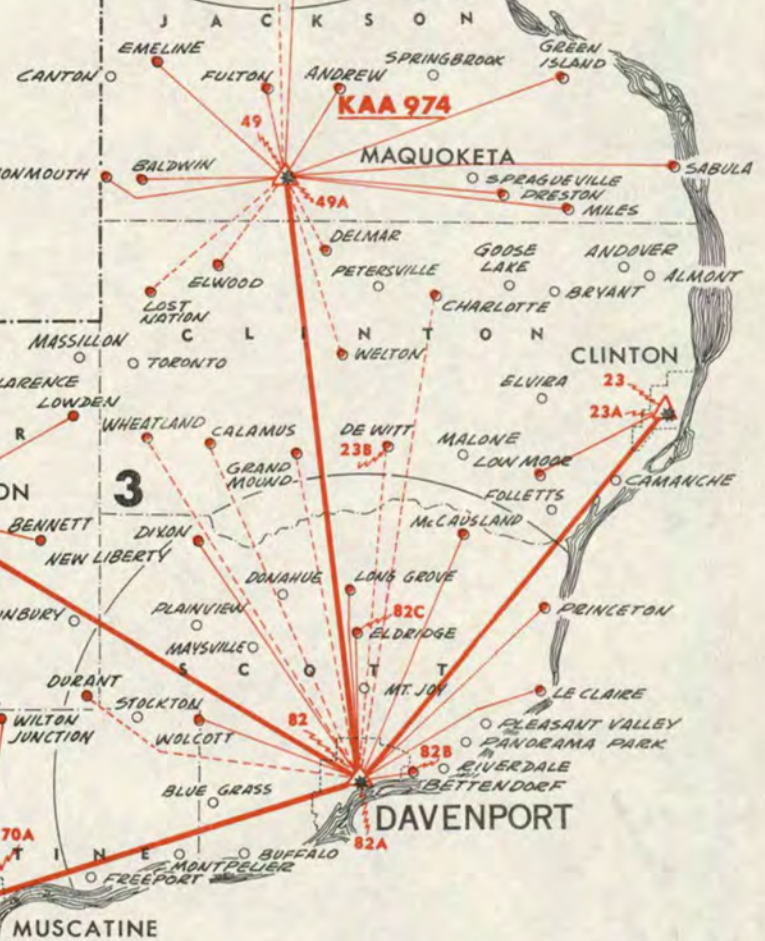 JACKSON
EMELINE
CANTON
FULTON
ANDREW
SPRINGBROOK
GREEN
ISLAND
KAA 974
49
MAQUOKETA
ONMOUTH
BALDWIN
SABULA
SPRAGUEVILLE
PRESTON
MILES
49A
DELMAR
ELWOOD
PETERSVILLE
GOOSE
LAKE
ANDOVER
ALMONT
BRYANT
CHARLOTTE
LOST
NATION
CLINTON
MASSILLON
TORONTO
WELTON
CLINTON
ELVIRA
23
23A
LARENCE
LOWDEN
R
WHEATLAND
CALAMUS
GRAND
MOUND
DE WITT
23B
MALONE
LOW MOOR
CAMANCHE
FOLLETTS
3
ON
BENNETT
NEW LIBERTY
DIXON
McCAUSLAND
DONAHUE
LONG GROVE
82C
PLAINVIEW
ELDRIDGE
PRINCETON
NBURY
MAYSVILLE
SCOTT
DURANT
MT. JOY
LE CLAIRE
STOCKTON
WILTON
JUNCTION
WOLCOTT
82
PLEASANT VALLEY
PANORAMA PARK
82B
RIVERDALE
BETTENDORF
BLUE GRASS
DAVENPORT
82A
70A
TINE
BUFFALO
MONTPELIER
FREEPORT
MUSCATINE